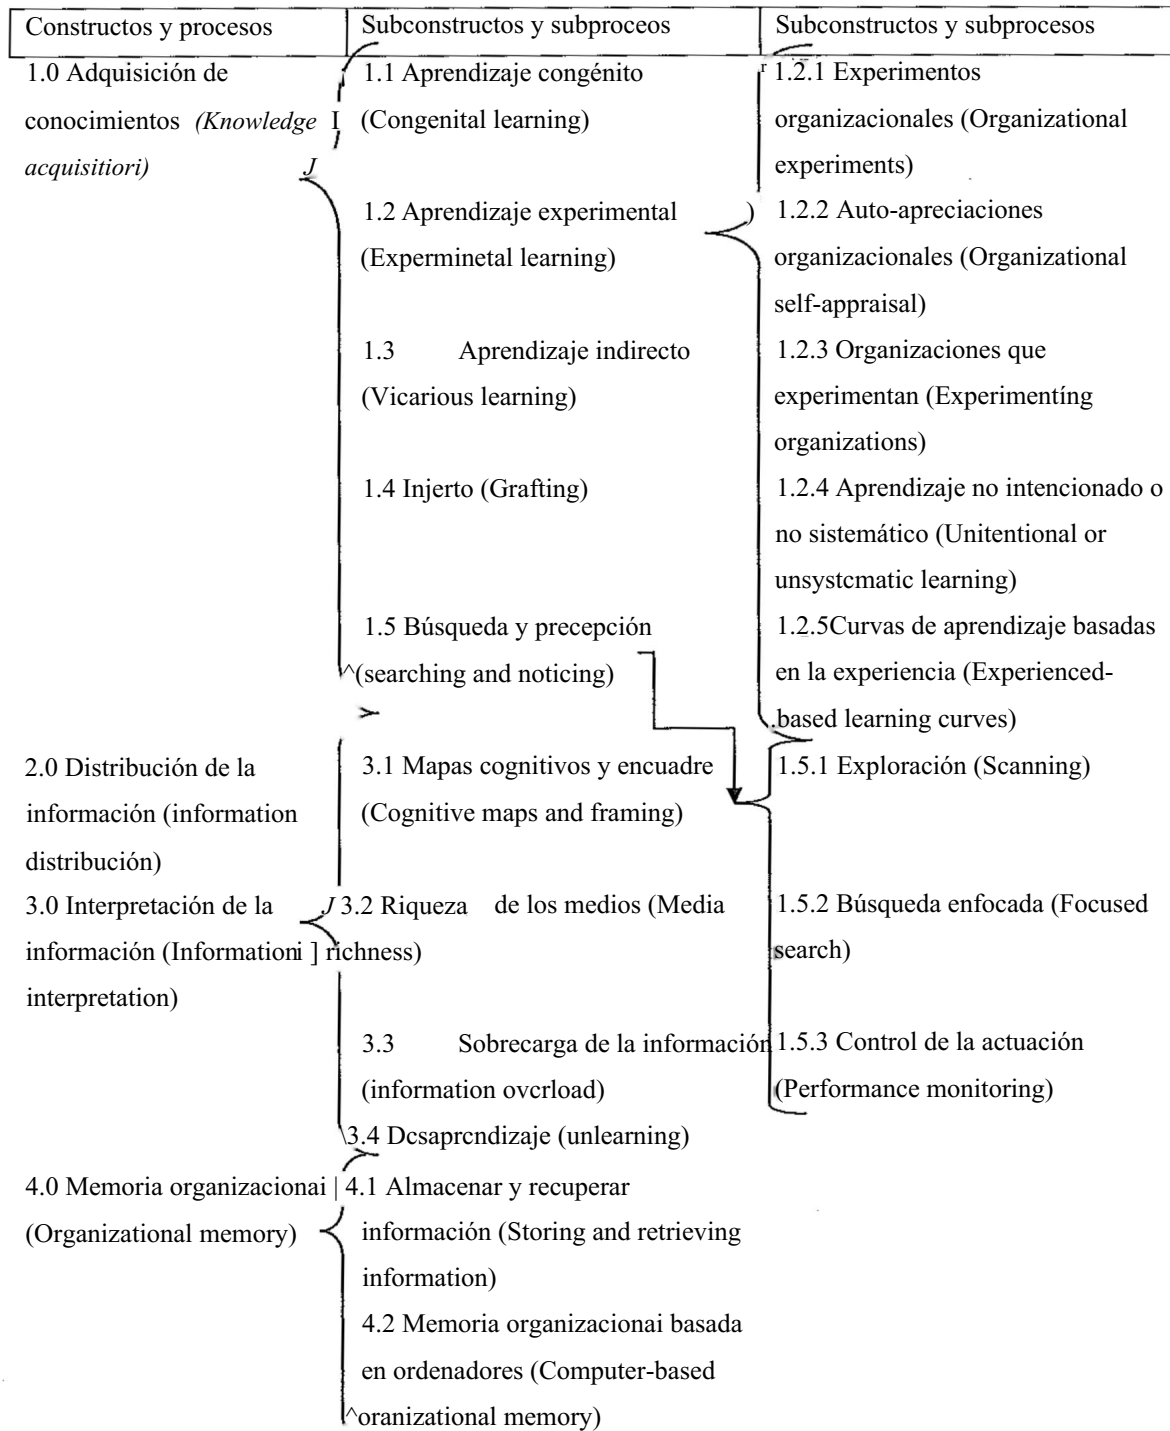 Constructos y procesos
Subconstructos y subproceos
Subconstructos y subprocesos
1.0 Adquisición de
conocimientos (Knowledge I
acquisitiori)
J
1.1 Aprendizaje congénito
(Congenital learning)
1.2 Aprendizaje experimental
(Experminetal learning)
1.3 Aprendizaje indirecto
(Vicarious learning)
1.4 Injerto (Grafting)
1.5 Búsqueda y precepción
^(searching and noticing)
r 1.2.1 Experimentos
organizacionales (Organizational
experiments)
) 1.2.2 Auto-apreciaciones
organizacionales (Organizational
self-appraisal)
1.2.3 Organizaciones que
experimentan (Experimentíng
organizations)
1.2.4 Aprendizaje no intencionado o
no sistemático (Unitentional or
unsystcmatic learning)
1.2.5Curvas de aprendizaje basadas
en la experiencia (Experienced-
.based learning curves)
1.5.1 Exploración (Scanning)
1.5.2 Búsqueda enfocada (Focused
search)
1.5.3 Control de la actuación
(Performance monitoring)
2.0 Distribución de la
información (information
distribución)
3.0 Interpretación de la
información (Informationi ]
interpretation)
3.1 Mapas cognitivos y encuadre
(Cognitive maps and framing)
J 3.2 Riqueza de los medios (Media
richness)
3.3 Sobrecarga de la información
(information ovcrload)
\3.4 Dcsaprcndizaje (unlearning)
4.0 Memoria organizacionai |
(Organizational memory)
4.1 Almacenar y recuperar
información (Storing and retrieving
information)
4.2 Memoria organizacionai basada
en ordenadores (Computer-based
^oranizational memory)